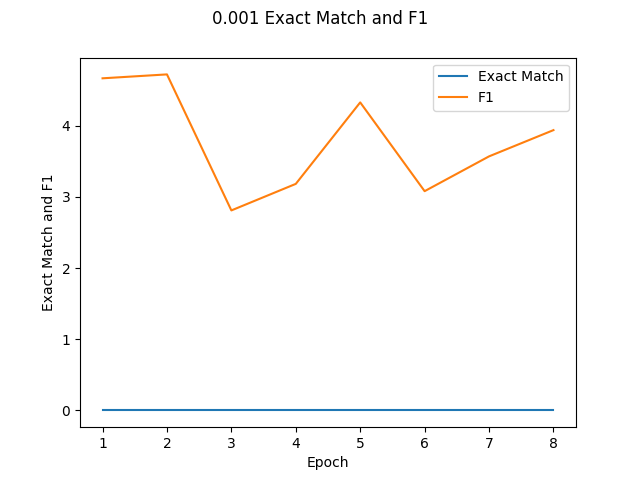 0.001 Exact Match and F1
Exact Match
F1
Exact Match and F1
4
3
2
1
0
1 2 3 4 5 6 7 8
Epoch